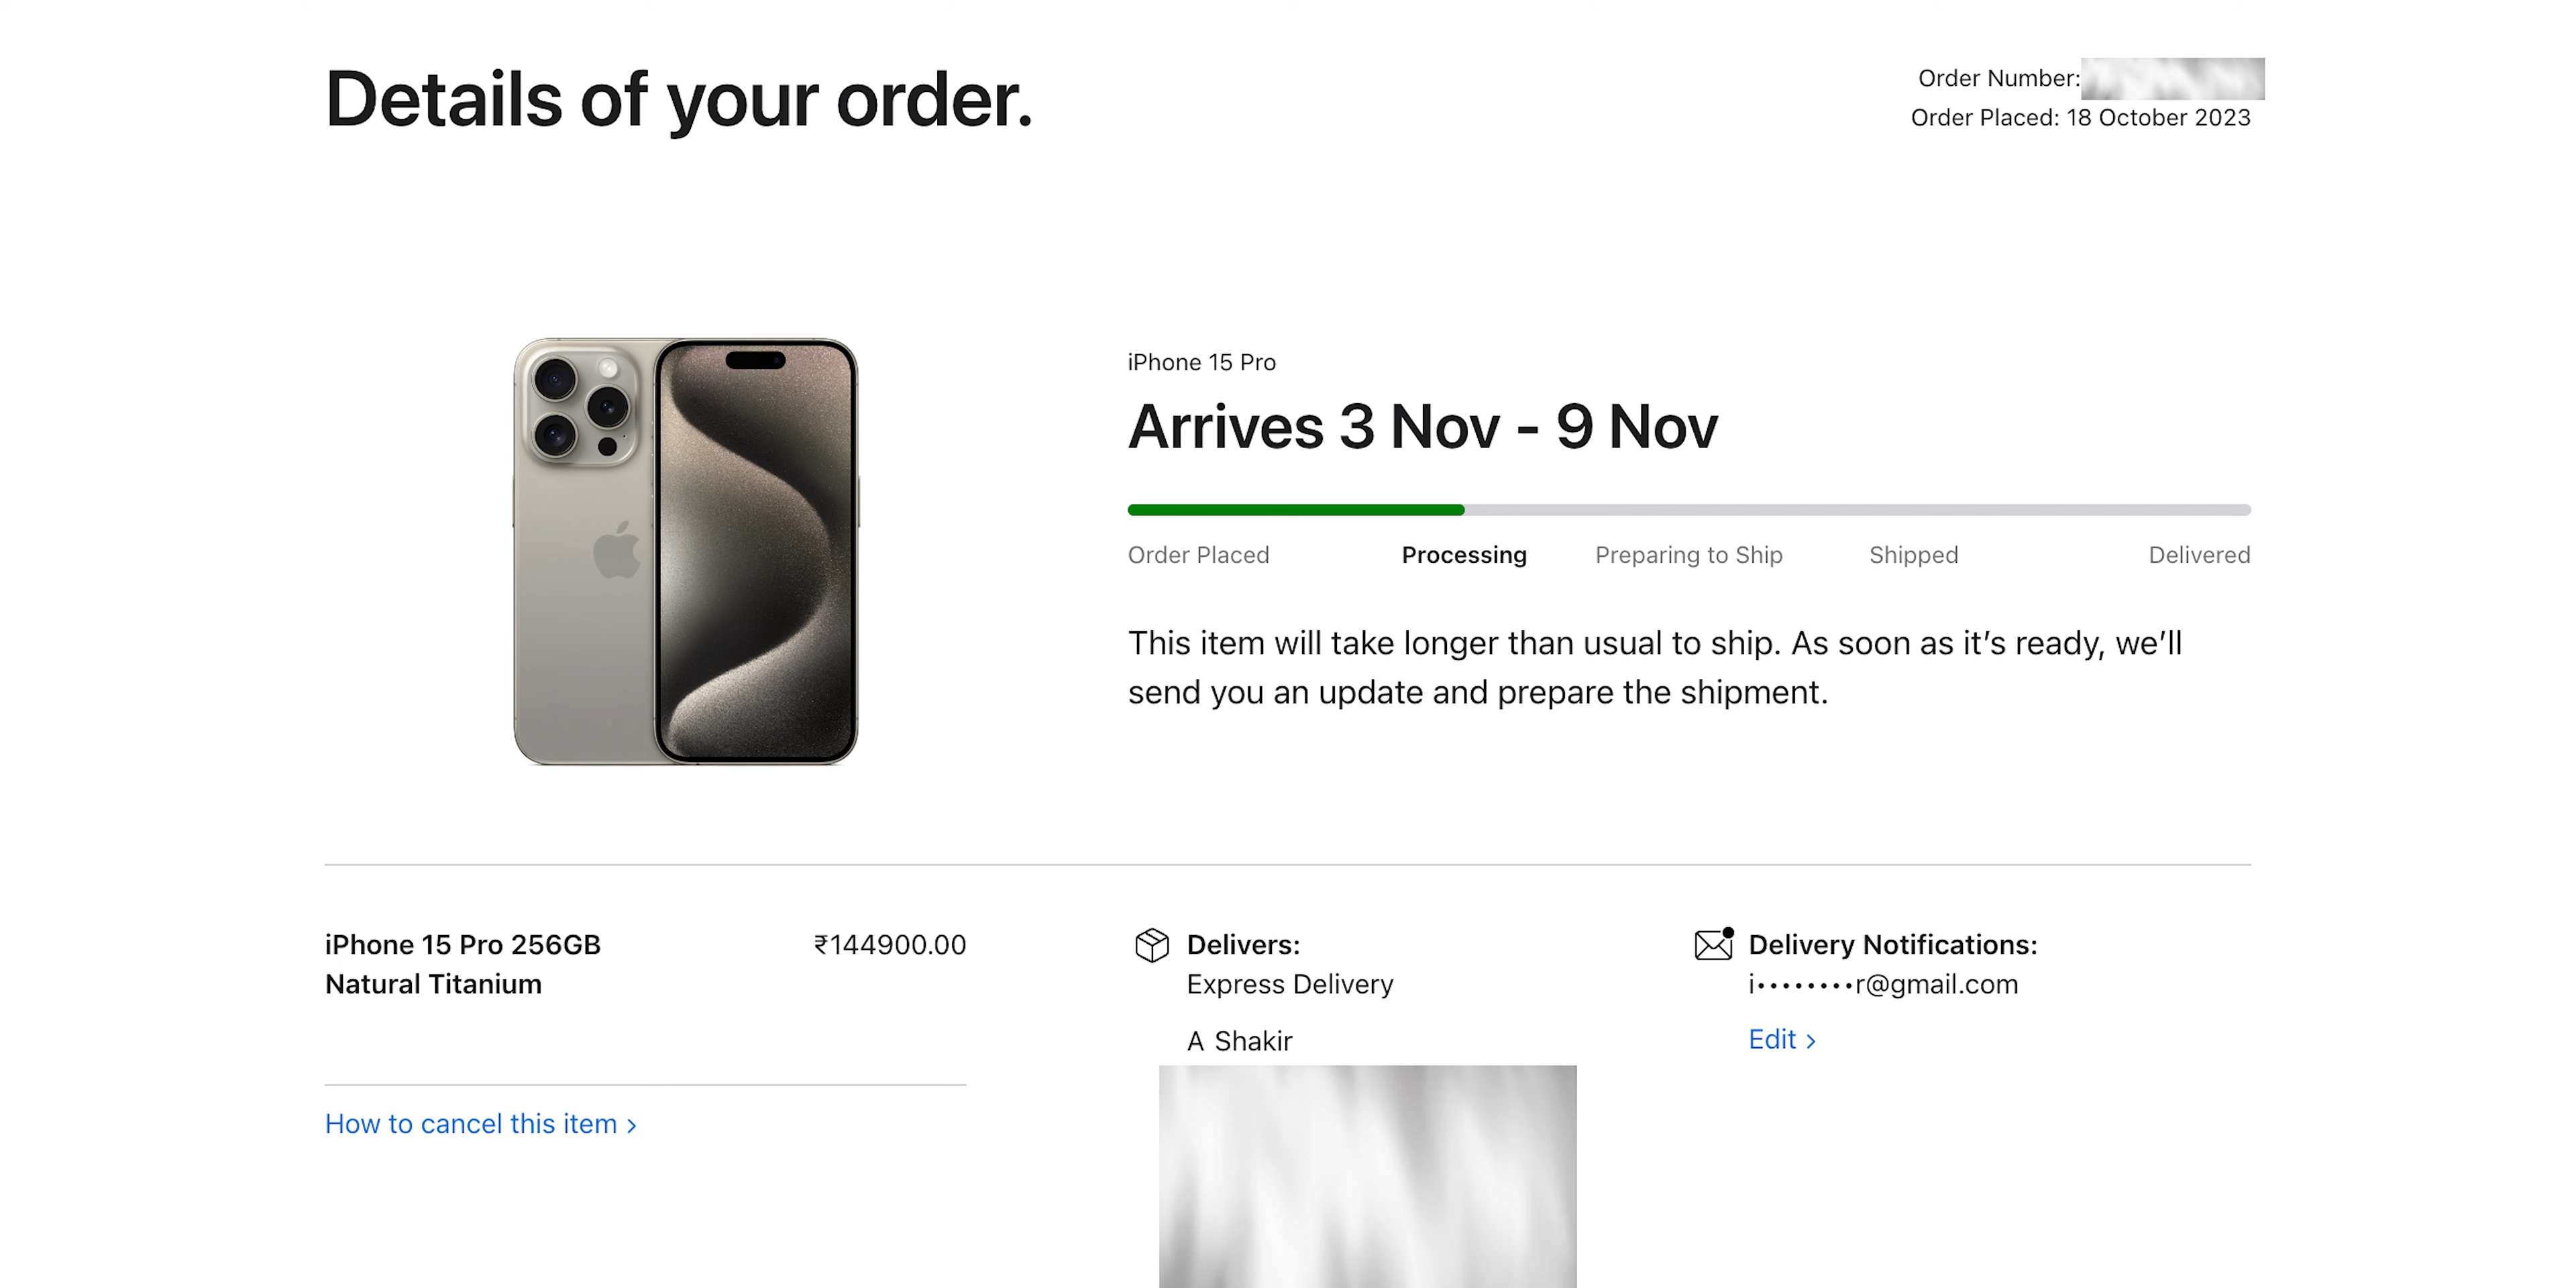 Details of your order.
Order Number:
Order Placed: 18 October 2023
iPhone 15 Pro
Arrives 3 Nov - 9 Nov
Order Placed
Processing
Preparing to Ship
Shipped
Delivered
This item will take longer than usual to ship. As soon as it’s ready, we’ll
send you an update and prepare the shipment.
iPhone 15 Pro 256GB
Natural Titanium
₹144900.00
How to cancel this item ›
Delivers:
Express Delivery
A Shakir
Delivery Notifications:
i••••••••r@gmail.com
Edit ›